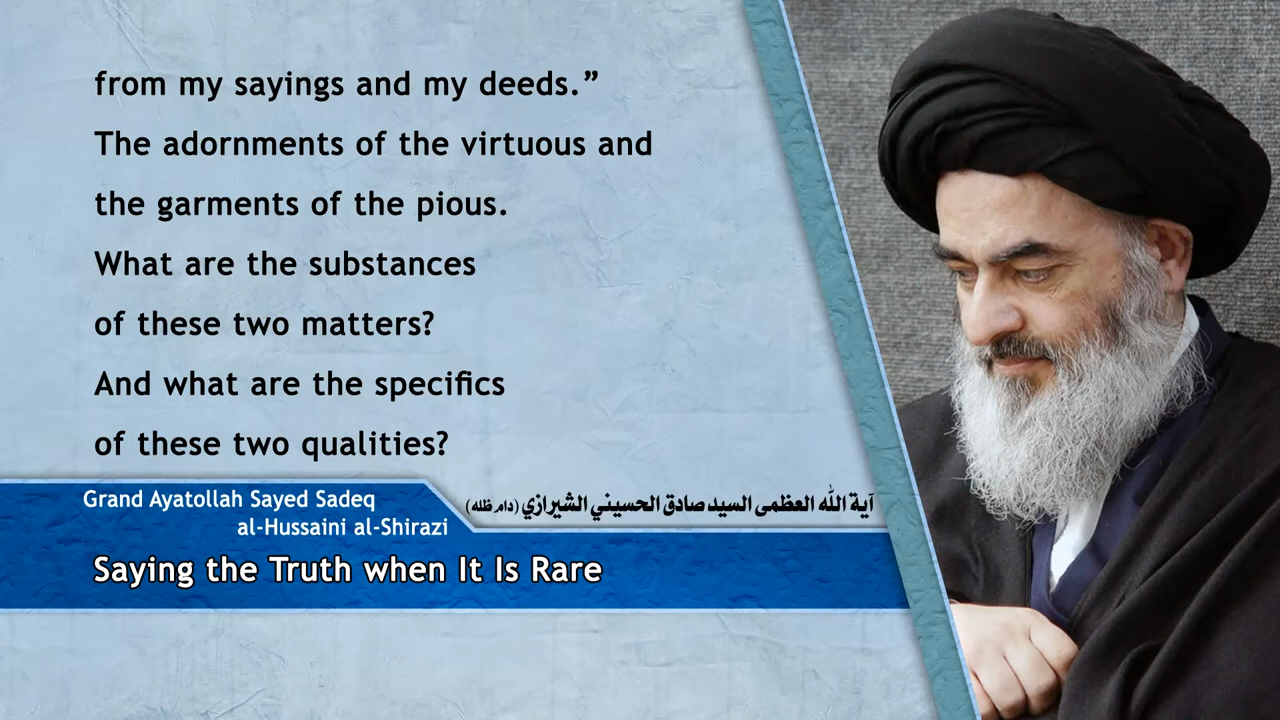 from my sayings and my deeds.”
The adornments of the virtuous and
the garments of the pious.
What are the substances
of these two matters?
And what are the specifics
of these two qualities?
Grand Ayatollah Sayed Sadeq
al-Hussaini al-Shirazi
آية الله العظمى السيد صادق الحسيني الشيرازي (دام ظله)
Saying the Truth when It Is Rare